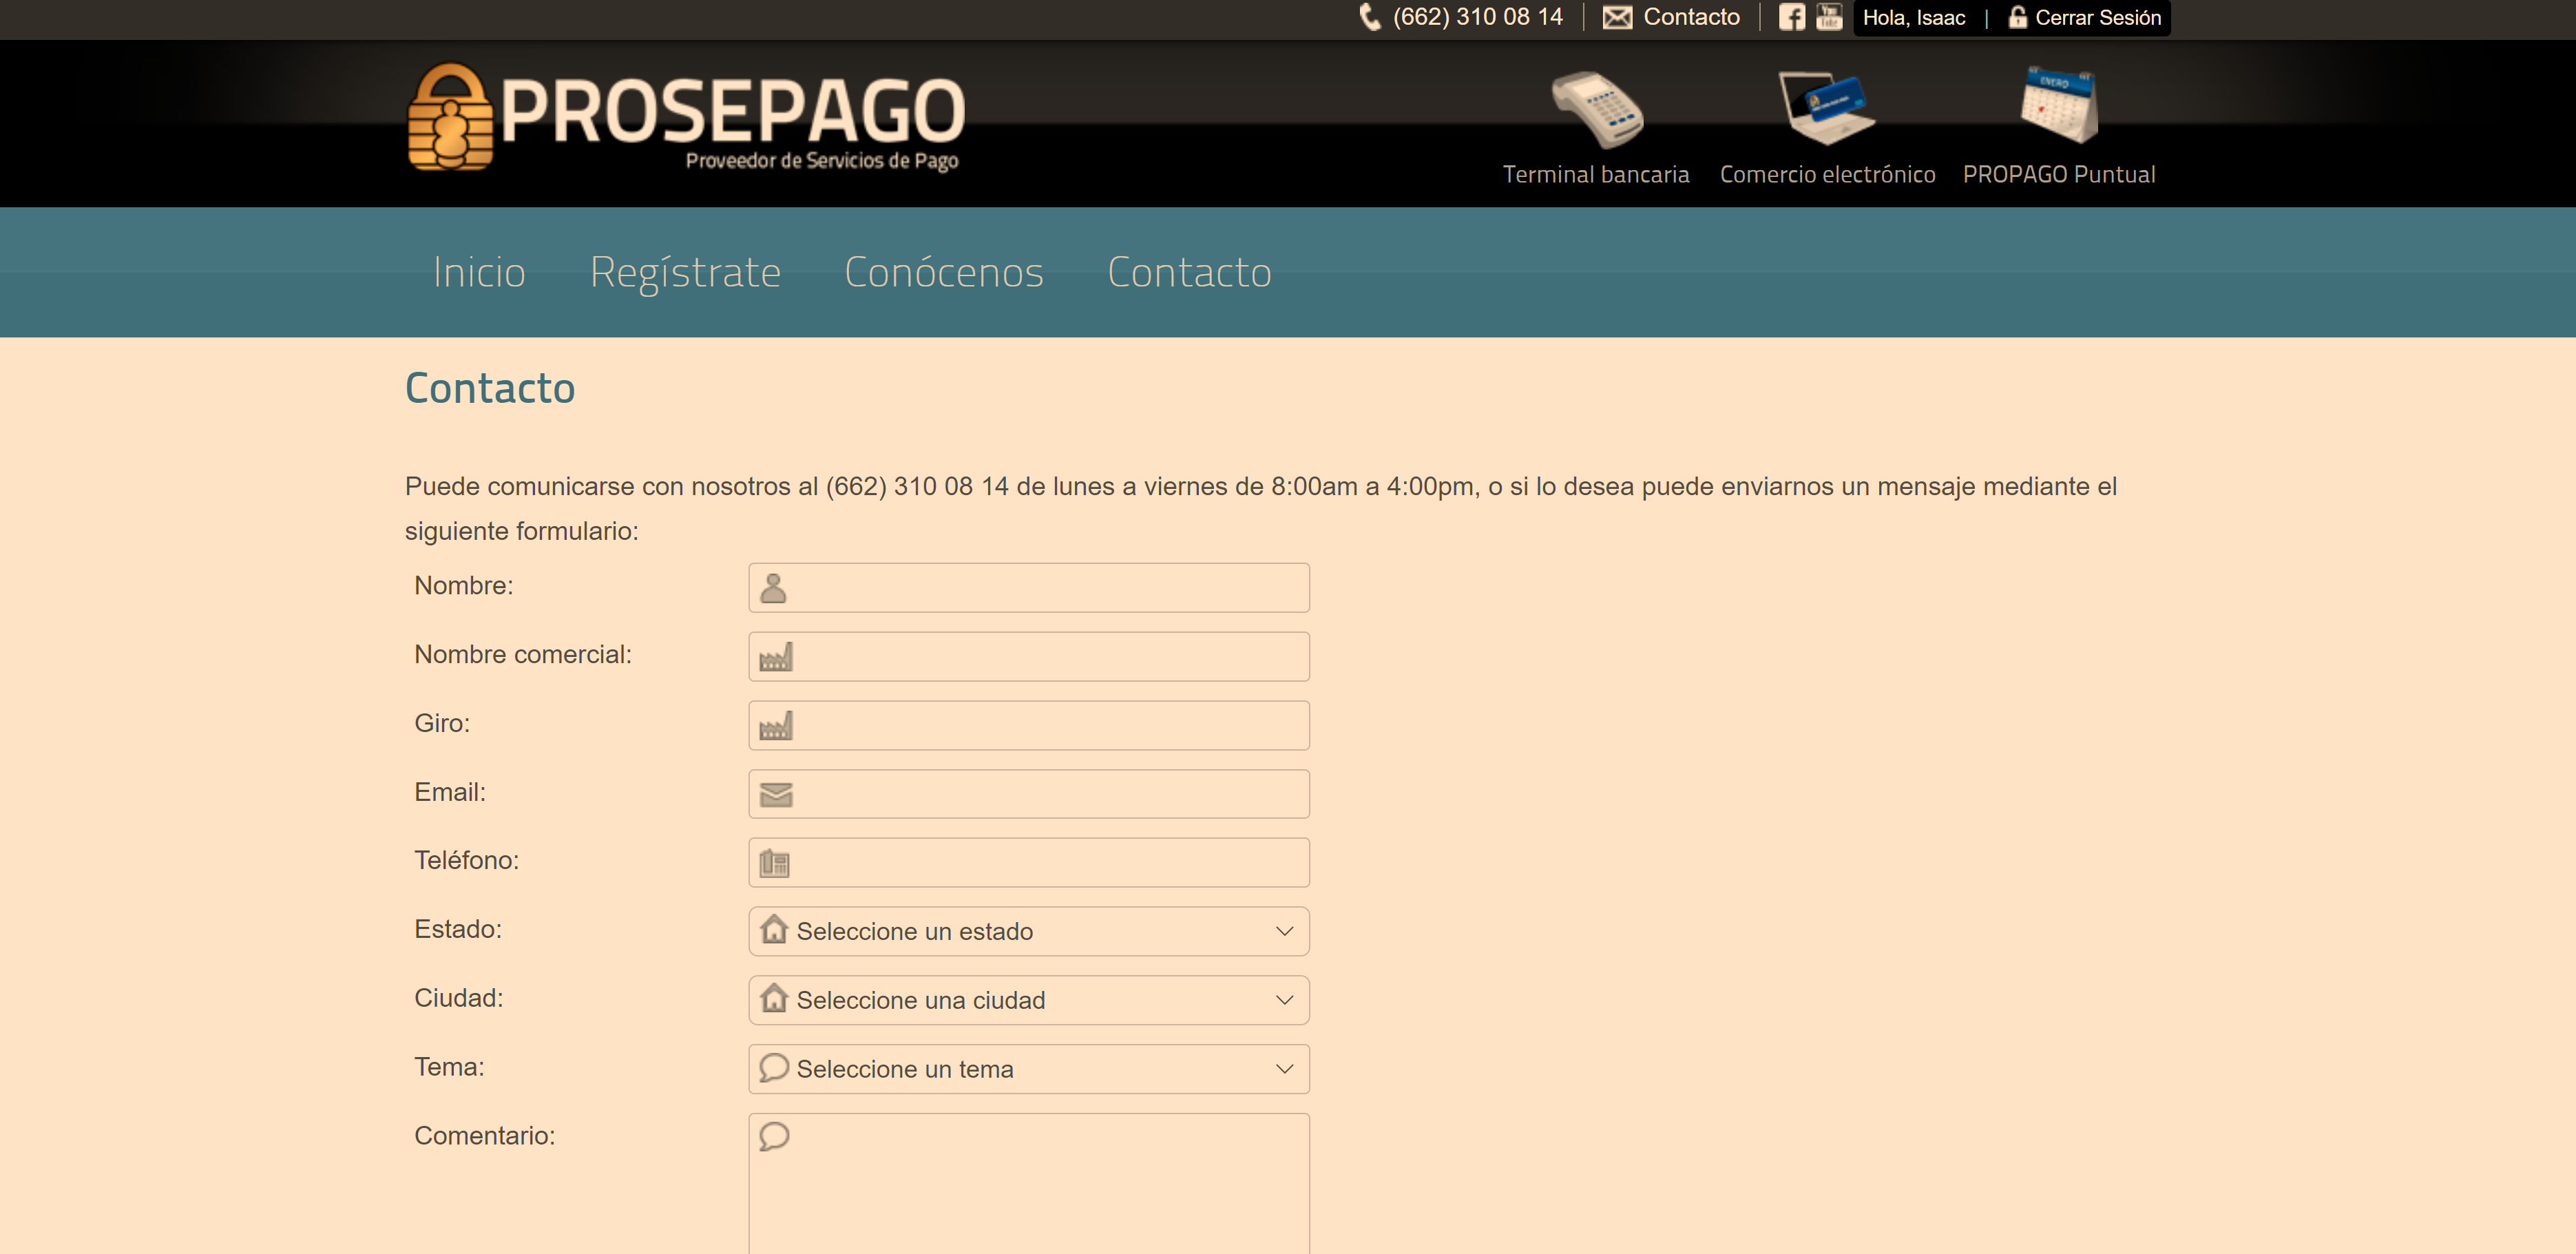 (662) 310 08 14 | Contacto | Hola, Isaac | Cerrar Sesión
PROSEPAGO
Proveedor de Servicios de Pago
ENERO
Terminal bancaria
Comercio electrónico
PROPAGO Puntual
Inicio
Regístrate
Conócenos
Contacto
Contacto
Puede comunicarse con nosotros al (662) 310 08 14 de lunes a viernes de 8:00am a 4:00pm, o si lo desea puede enviarnos un mensaje mediante el
siguiente formulario:
Nombre:
Nombre comercial:
Giro:
Email:
Teléfono:
Estado: Seleccione un estado
Ciudad: Seleccione una ciudad
Tema: Seleccione un tema
Comentario: